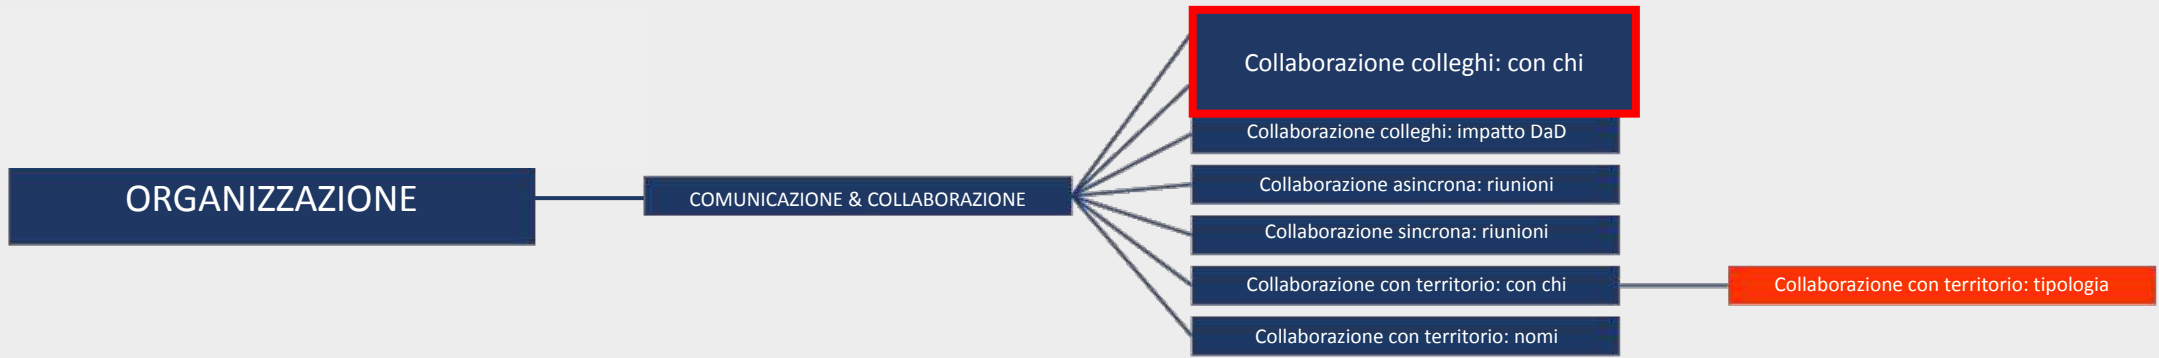 Collaborazione colleghi: con chi
Collaborazione colleghi: impatto DaD
Collaborazione asincrona: riunioni
ORGANIZZAZIONE
COMUNICAZIONE & COLLABORAZIONE
Collaborazione sincrona: riunioni
Collaborazione con territorio: con chi
Collaborazione con territorio: tipologia
Collaborazione con territorio: nomi